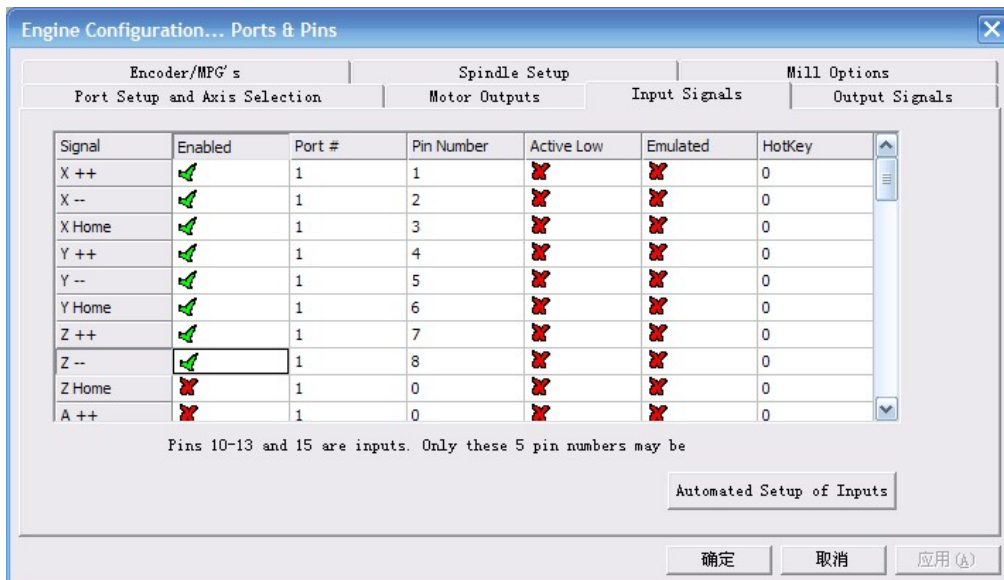 Engine Configuration... Ports & Pins
Encoder/MPG's Spindle Setup Mill Options
Port Setup and Axis Selection Motor Outputs Input Signals Output Signals
Signal Enabled Port # Pin Number Active Low Emulated HotKey
X ++ 1 1 0
X -- 1 2 0
X Home 1 3 0
Y ++ 1 4 0
Y -- 1 5 0
Y Home 1 6 0
Z ++ 1 7 0
Z -- 1 8 0
Z Home 1 0 0
A ++ 1 0 0
Pins 10-13 and 15 are inputs. Only these 5 pin numbers may be
Automated Setup of Inputs
确定 取消 应用(A)